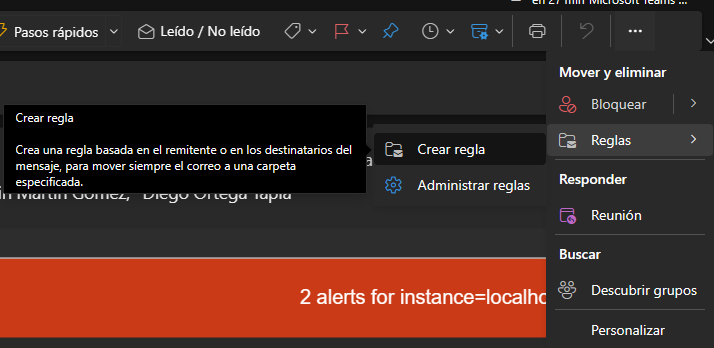 en 27 min Microsoft Teams ...
Pasos rápidos
Leído / No leído
Mover y eliminar
Bloquear
Reglas
Crear regla
Crea una regla basada en el remitente o en los destinatarios del
mensaje, para mover siempre el correo a una carpeta
especificada.
Crear regla
Administrar reglas
Responder
Reunión
Martín Gómez, Diego Ortega Tapia
Buscar
Descubrir grupos
2 alerts for instance=localho
Personalizar